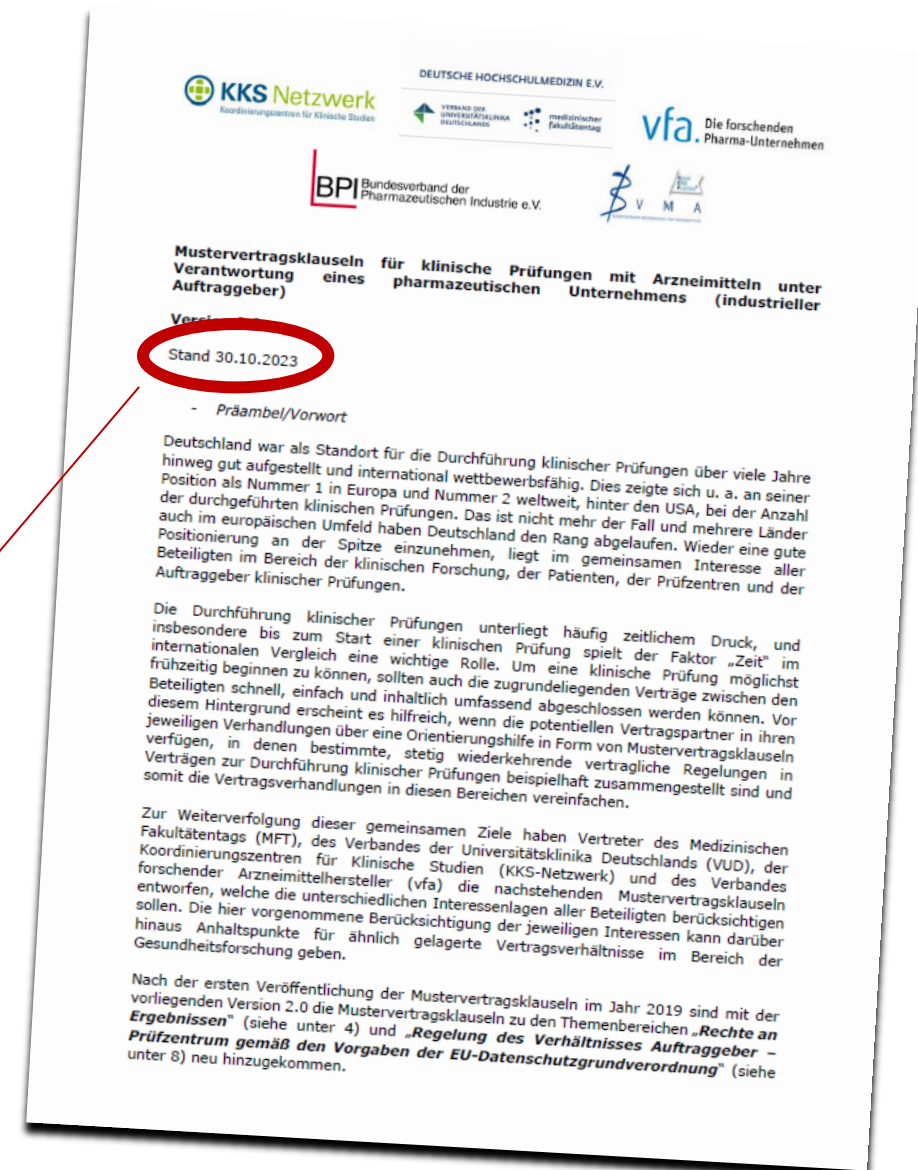 DEUTSCHE HOCHSCHULMEDIZIN E.V.
KKS Netzwerk
Koordinierungszentren für Klinische Studien
VERBAND DER
UNIVERSITÄTSKLINIKA
DEUTSCHLANDS
medizinischer
fakultätentag
vfa. Die forschenden
Pharma-Unternehmen
BPI Bundesverband der
Pharmazeutischen Industrie e.V.
B V M A
Mustervertragsklauseln für klinische Prüfungen mit Arzneimitteln unter
Verantwortung eines pharmazeutischen Unternehmens (industrieller
Auftraggeber)
Stand 30.10.2023
- Präambel/Vorwort
Deutschland war als Standort für die Durchführung klinischer Prüfungen über viele Jahre
hinweg gut aufgestellt und international wettbewerbsfähig. Dies zeigte sich u. a. an seiner
Position als Nummer 1 in Europa und Nummer 2 weltweit, hinter den USA, bei der Anzahl
der durchgeführten klinischen Prüfungen. Das ist nicht mehr der Fall und mehrere Länder
auch im europäischen Umfeld haben Deutschland den Rang abgelaufen. Wieder eine gute
Positionierung an der Spitze einzunehmen, liegt im gemeinsamen Interesse aller
Beteiligten im Bereich der klinischen Forschung, der Patienten, der Prüfzentren und der
Auftraggeber klinischer Prüfungen.
Die Durchführung klinischer Prüfungen unterliegt häufig zeitlichem Druck, und
insbesondere bis zum Start einer klinischen Prüfung spielt der Faktor „Zeit" im
internationalen Vergleich eine wichtige Rolle. Um eine klinische Prüfung möglichst
frühzeitig beginnen zu können, sollten auch die zugrundeliegenden Verträge zwischen den
Beteiligten schnell, einfach und inhaltlich umfassend abgeschlossen werden können. Vor
diesem Hintergrund erscheint es hilfreich, wenn die potentiellen Vertragspartner in ihren
jeweiligen Verhandlungen über eine Orientierungshilfe in Form von Mustervertragsklauseln
verfügen, in denen bestimmte, stetig wiederkehrende vertragliche Regelungen in
Verträgen zur Durchführung klinischer Prüfungen beispielhaft zusammengestellt sind und
somit die Vertragsverhandlungen in diesen Bereichen vereinfachen.
Zur Weiterverfolgung dieser gemeinsamen Ziele haben Vertreter des Medizinischen
Fakultätentags (MFT), des Verbandes der Universitätsklinika Deutschlands (VUD), der
Koordinierungszentren für Klinische Studien (KKS-Netzwerk) und des Verbandes
forschender Arzneimittelhersteller (vfa) die nachstehenden Mustervertragsklauseln
entworfen, welche die unterschiedlichen Interessenlagen aller Beteiligten berücksichtigen
sollen. Die hier vorgenommene Berücksichtigung der jeweiligen Interessen kann darüber
hinaus Anhaltspunkte für ähnlich gelagerte Vertragsverhältnisse im Bereich der
Gesundheitsforschung geben.
Nach der ersten Veröffentlichung der Mustervertragsklauseln im Jahr 2019 sind mit der
vorliegenden Version 2.0 die Mustervertragsklauseln zu den Themenbereichen „Rechte an
Ergebnissen" (siehe unter 4) und „Regelung des Verhältnisses Auftraggeber –
Prüfzentrum gemäß den Vorgaben der EU-Datenschutzgrundverordnung" (siehe
unter 8) neu hinzugekommen.